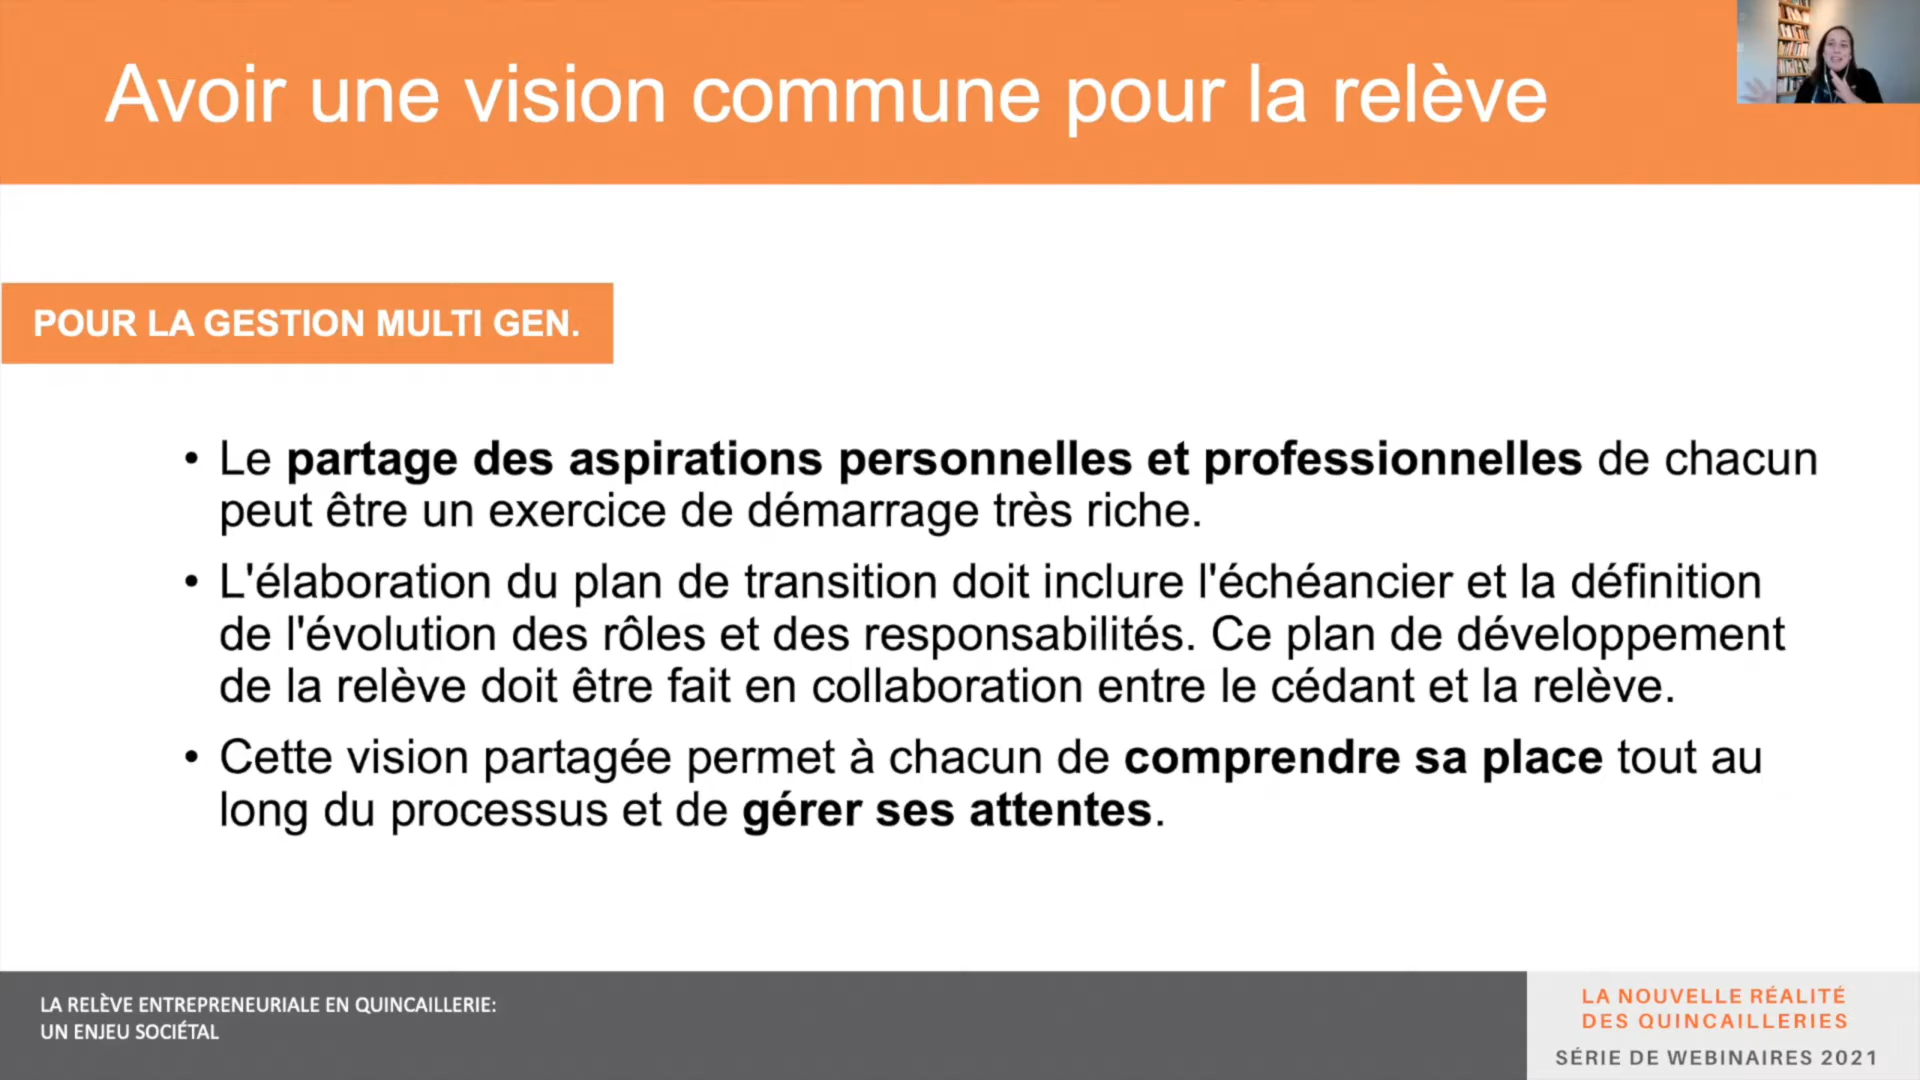 Avoir une vision commune pour la relève
POUR LA GESTION MULTI GEN.
• Le partage des aspirations personnelles et professionnelles de chacun
peut être un exercice de démarrage très riche.
• L'élaboration du plan de transition doit inclure l'échéancier et la définition
de l'évolution des rôles et des responsabilités. Ce plan de développement
de la relève doit être fait en collaboration entre le cédant et la relève.
• Cette vision partagée permet à chacun de comprendre sa place tout au
long du processus et de gérer ses attentes.
LA RELÈVE ENTREPRENEURIALE EN QUINCAILLERIE:
UN ENJEU SOCIÉTAL
LA NOUVELLE RÉALITÉ
DES QUINCAILLERIES
SÉRIE DE WEBINAIRES 2021